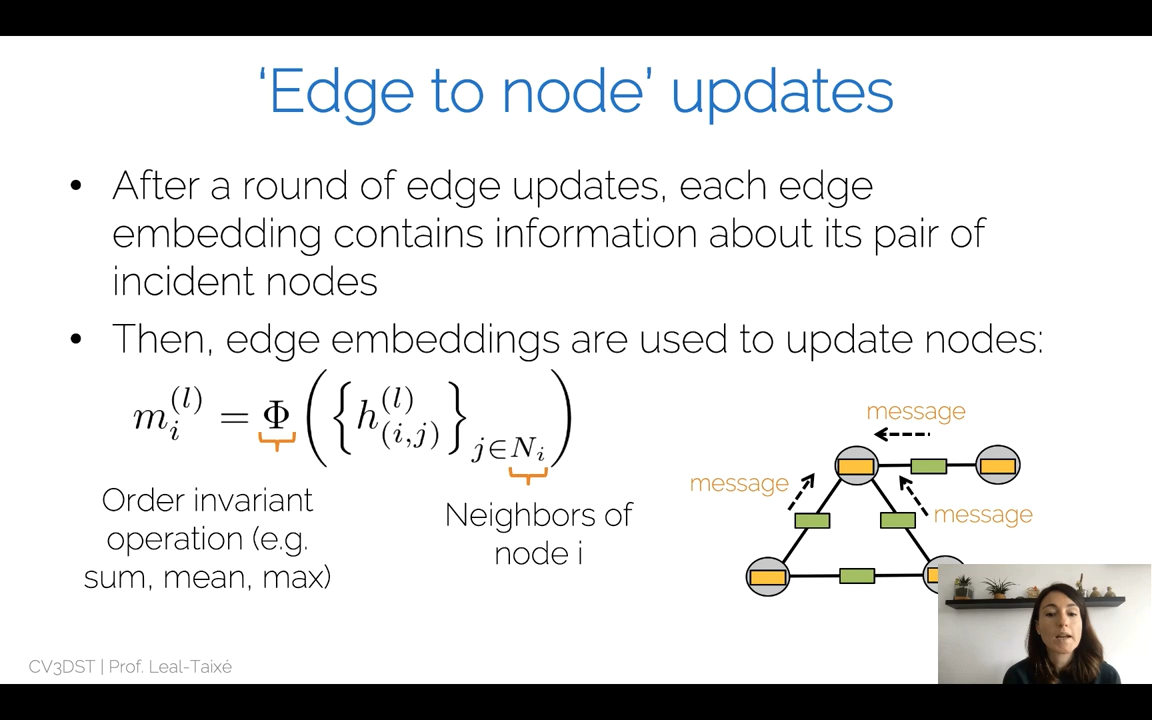 ‘Edge to node’ updates
• After a round of edge updates, each edge
embedding contains information about its pair of
incident nodes
• Then, edge embeddings are used to update nodes:
m_i^{(l)} = Φ({h_{(i,j)}^{(l)}}_{j∈N_i})
Order invariant
operation (e.g.
sum, mean, max)
Neighbors of
node i
message
message
message
CV3DST | Prof. Leal-Taixé